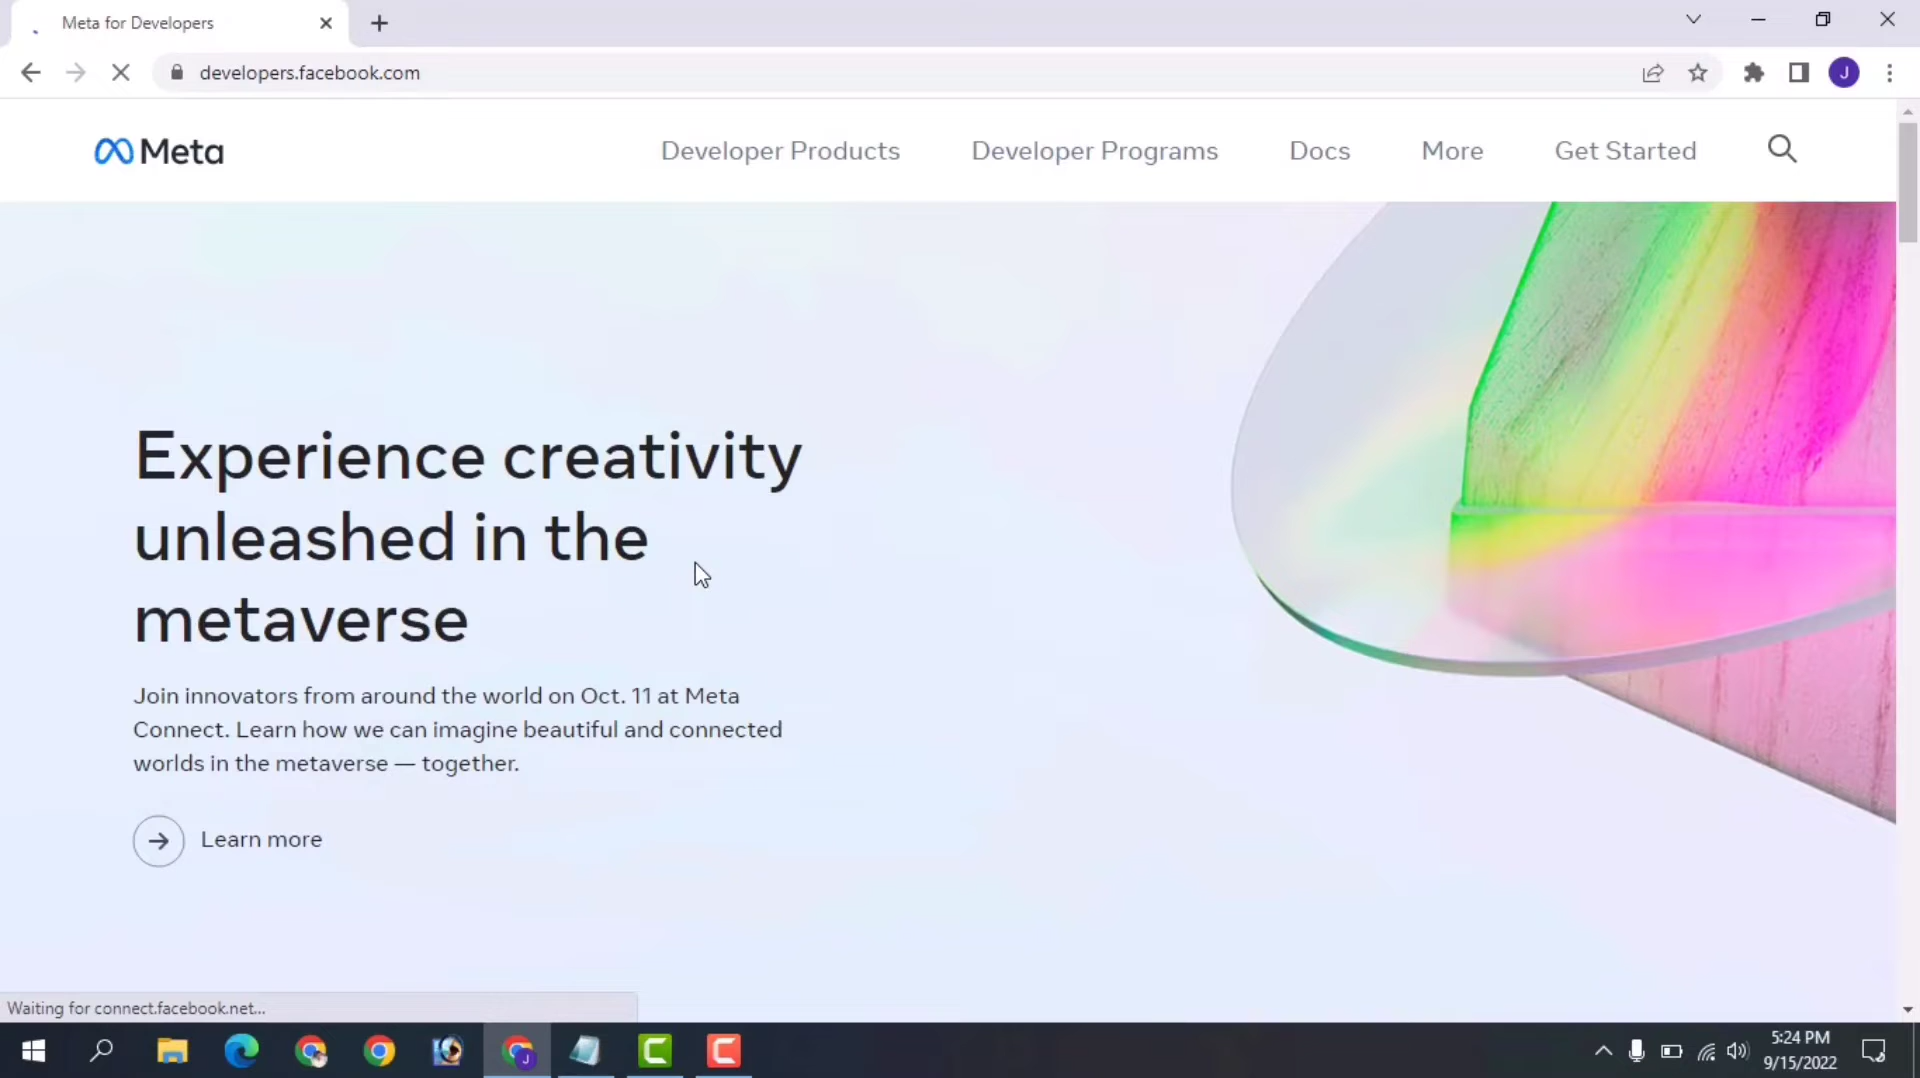 Meta for Developers
developers.facebook.com
J
Meta
Developer Products
Developer Programs
Docs
More
Get Started
Experience creativity
unleashed in the
metaverse
Join innovators from around the world on Oct. 11 at Meta
Connect. Learn how we can imagine beautiful and connected
worlds in the metaverse — together.
Learn more
Waiting for connect.facebook.net...
J
5:24 PM
9/15/2022